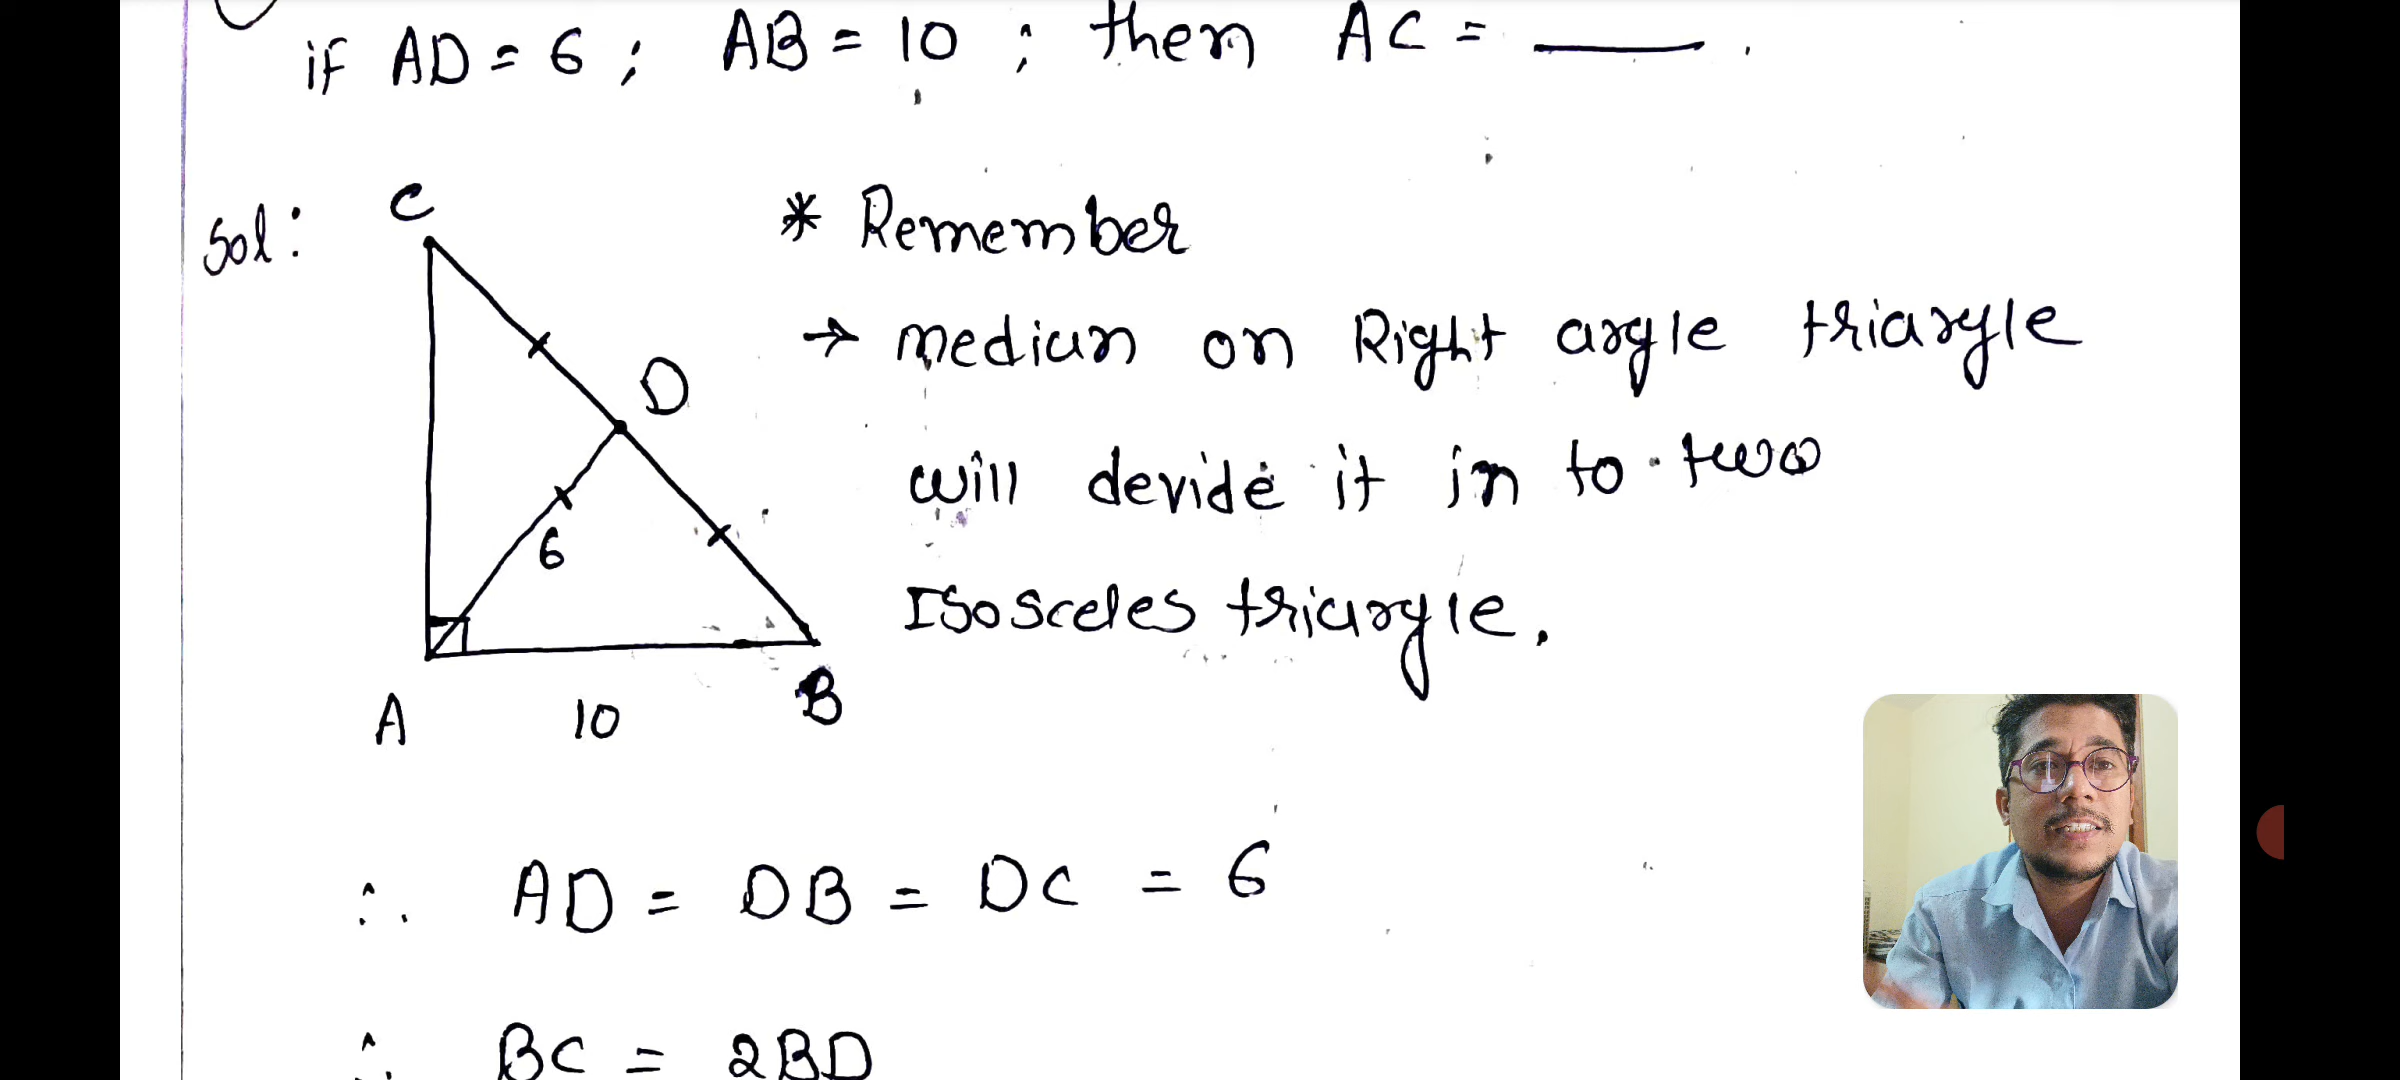 if AD = 6 ; AB = 10 ; then AC = ____ .
Sol :
C
* Remember
→ median on Right angle triangle
D
will devide it in to two
6
Isosceles triangle.
A 10 B
∴ AD = DB = DC = 6
∴ BC = 2BD